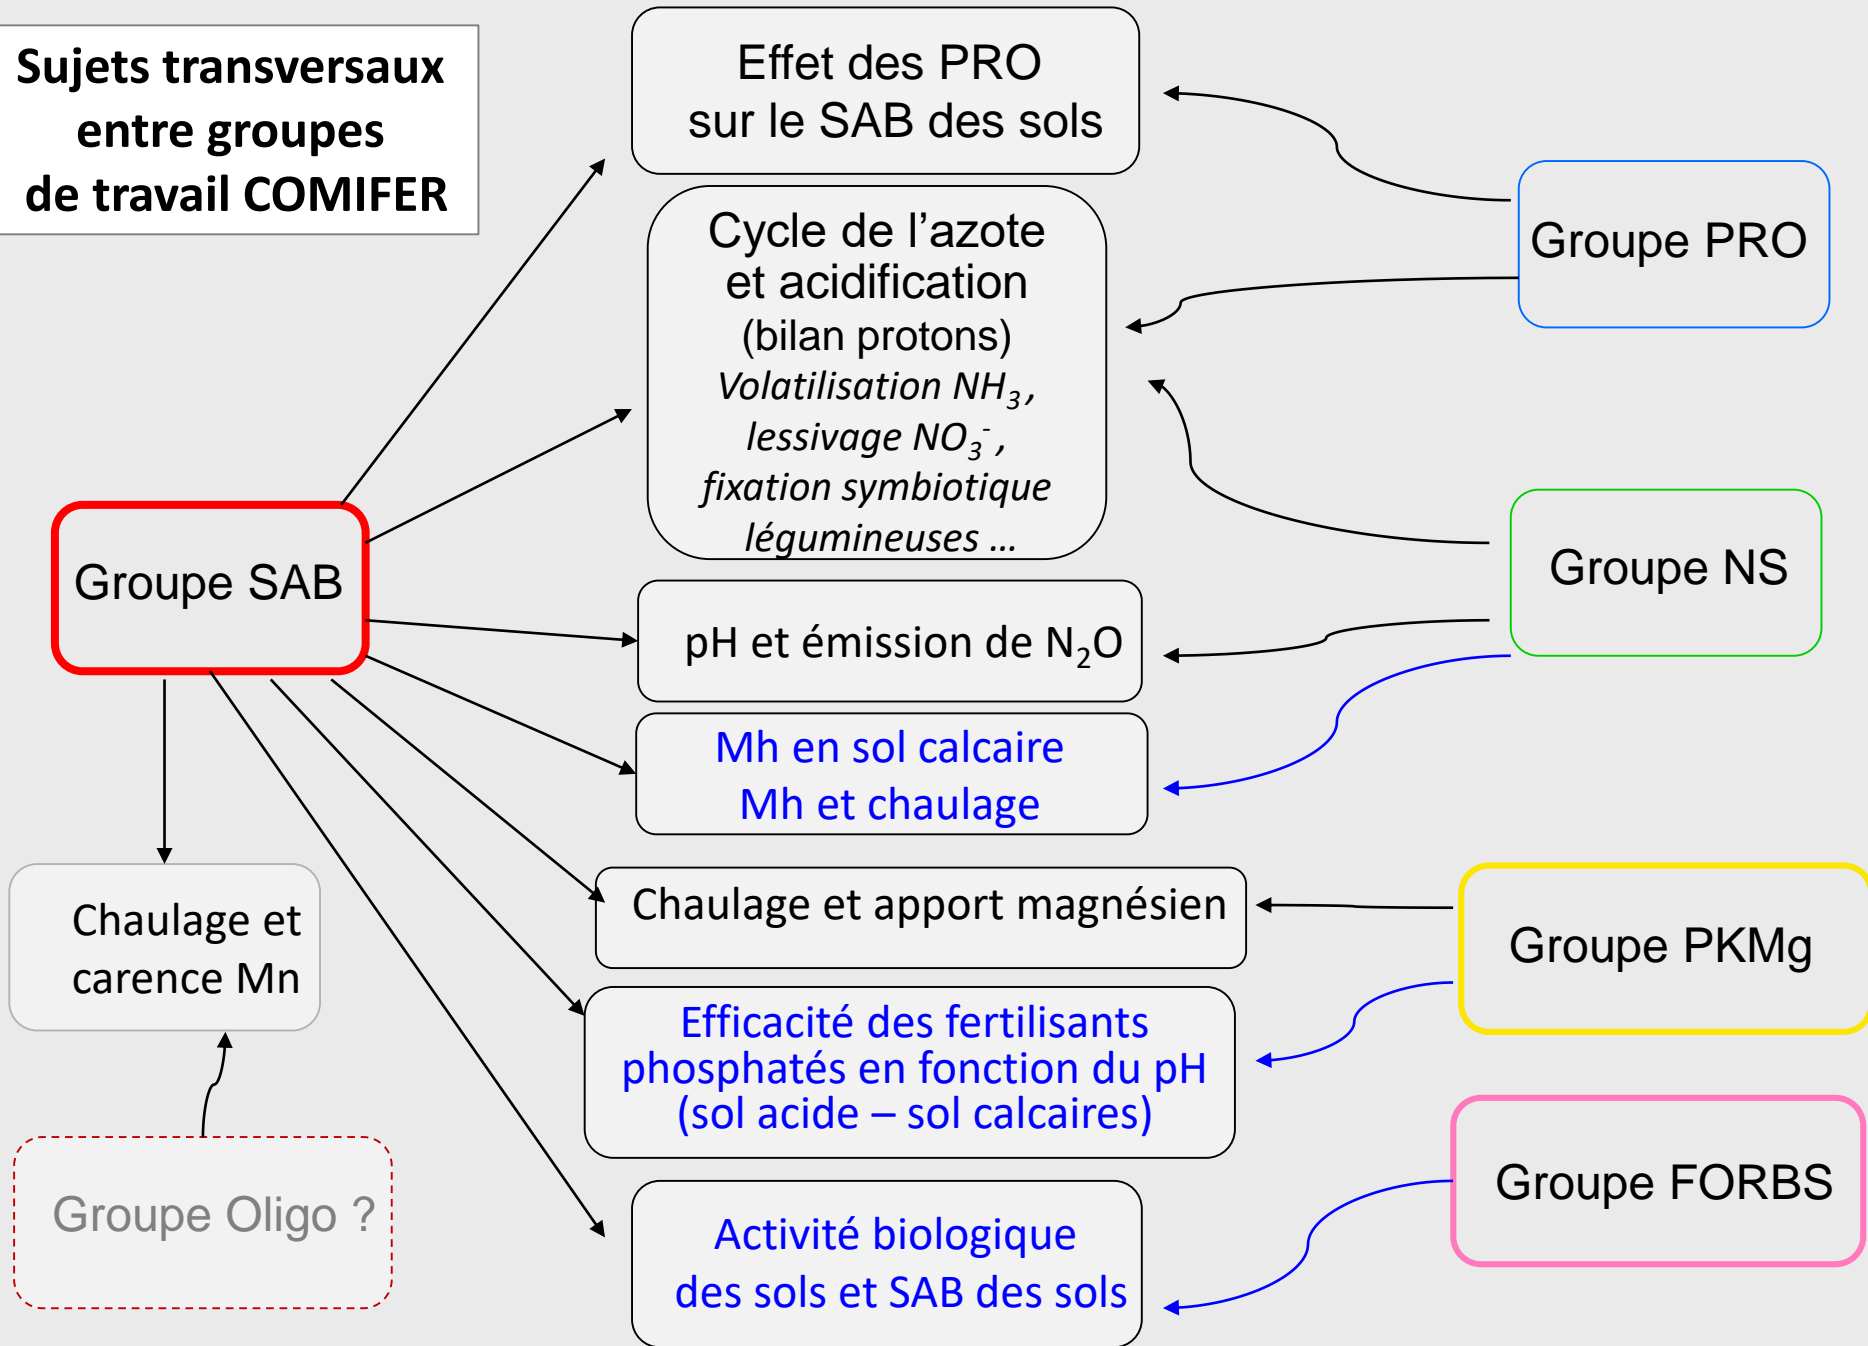 Sujets transversaux
entre groupes
de travail COMIFER
Effet des PRO
sur le SAB des sols
Groupe PRO
Cycle de l’azote
et acidification
(bilan protons)
Volatilisation NH₃,
lessivage NO₃⁻ ,
fixation symbiotique
légumineuses ...
Groupe SAB
Groupe NS
pH et émission de N₂O
Mh en sol calcaire
Mh et chaulage
Chaulage et
carence Mn
Chaulage et apport magnésien
Groupe PKMg
Efficacité des fertilisants
phosphatés en fonction du pH
(sol acide – sol calcaires)
Groupe Oligo ?
Groupe FORBS
Activité biologique
des sols et SAB des sols